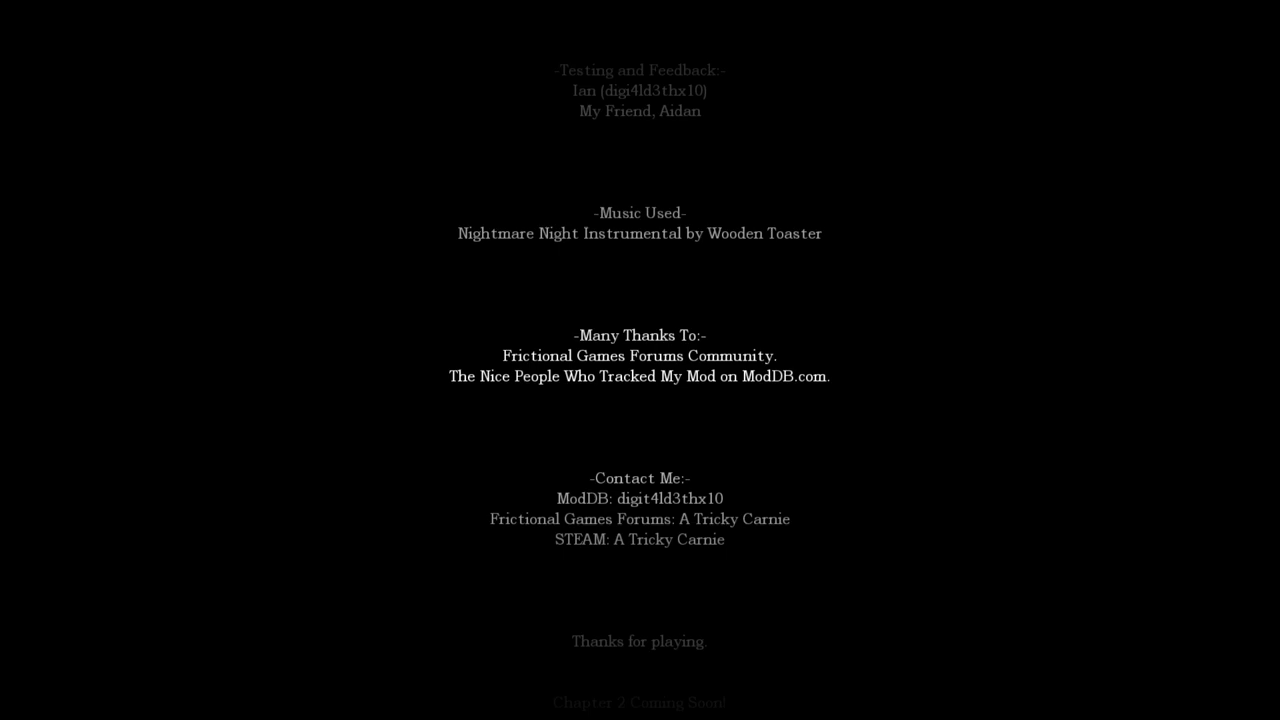 -Testing and Feedback:-
Ian (digi4ld3thx10)
My Friend, Aidan
-Music Used-
Nightmare Night Instrumental by Wooden Toaster
-Many Thanks To:-
Frictional Games Forums Community.
The Nice People Who Tracked My Mod on ModDB.com.
-Contact Me:-
ModDB: digit4ld3thx10
Frictional Games Forums: A Tricky Carnie
STEAM: A Tricky Carnie
Thanks for playing.
Chapter 2 Coming Soon!